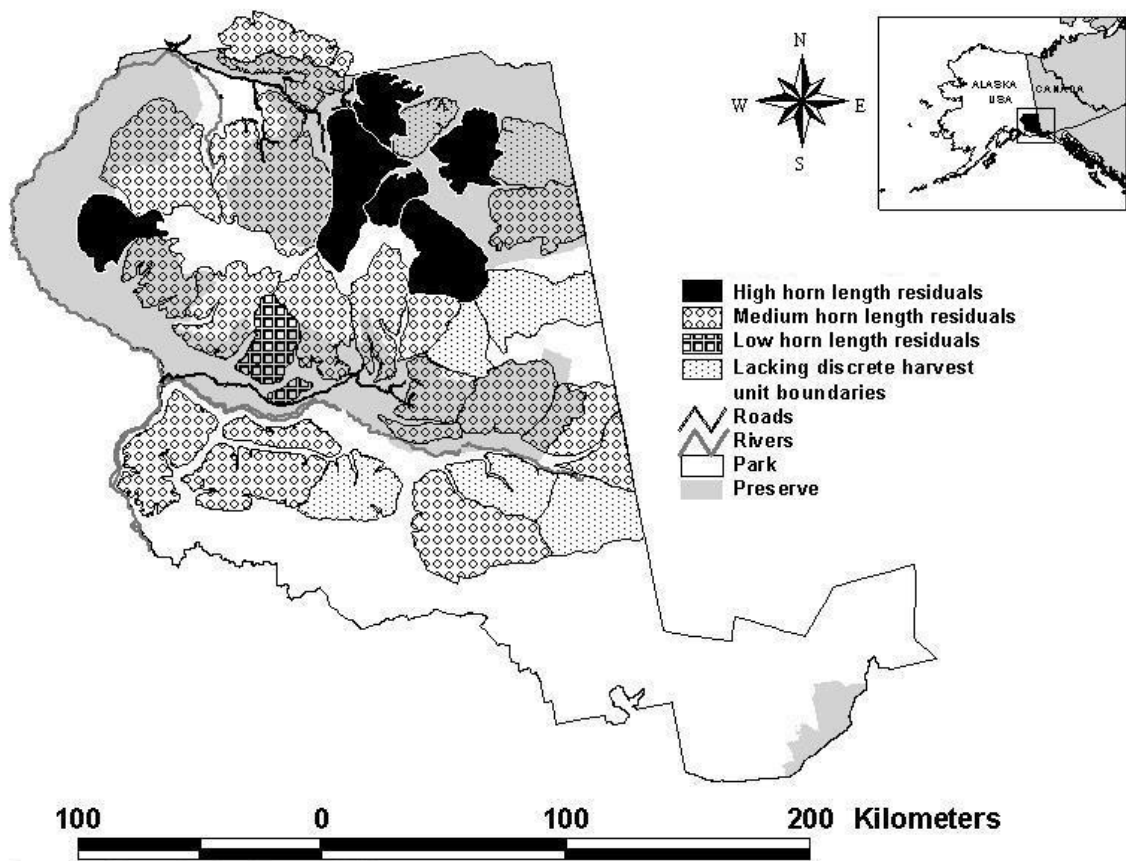 N
W E
S
ALASKA
USA
CANADA
High horn length residuals
Medium horn length residuals
Low horn length residuals
Lacking discrete harvest
unit boundaries
Roads
Rivers
Park
Preserve
100 0 100 200 Kilometers